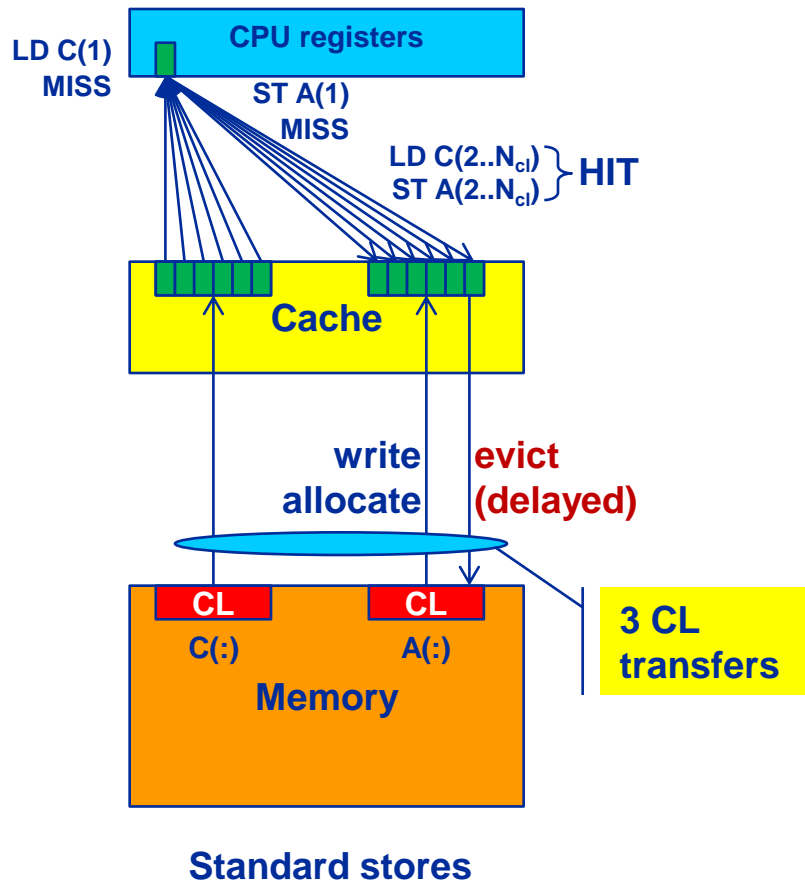 CPU registers
LD C(1)
MISS
ST A(1)
MISS
LD C(2..Ncl)
ST A(2..Ncl)
HIT
Cache
write
allocate
evict
(delayed)
CL
CL
C(:)
A(:)
3 CL
transfers
Memory
Standard stores